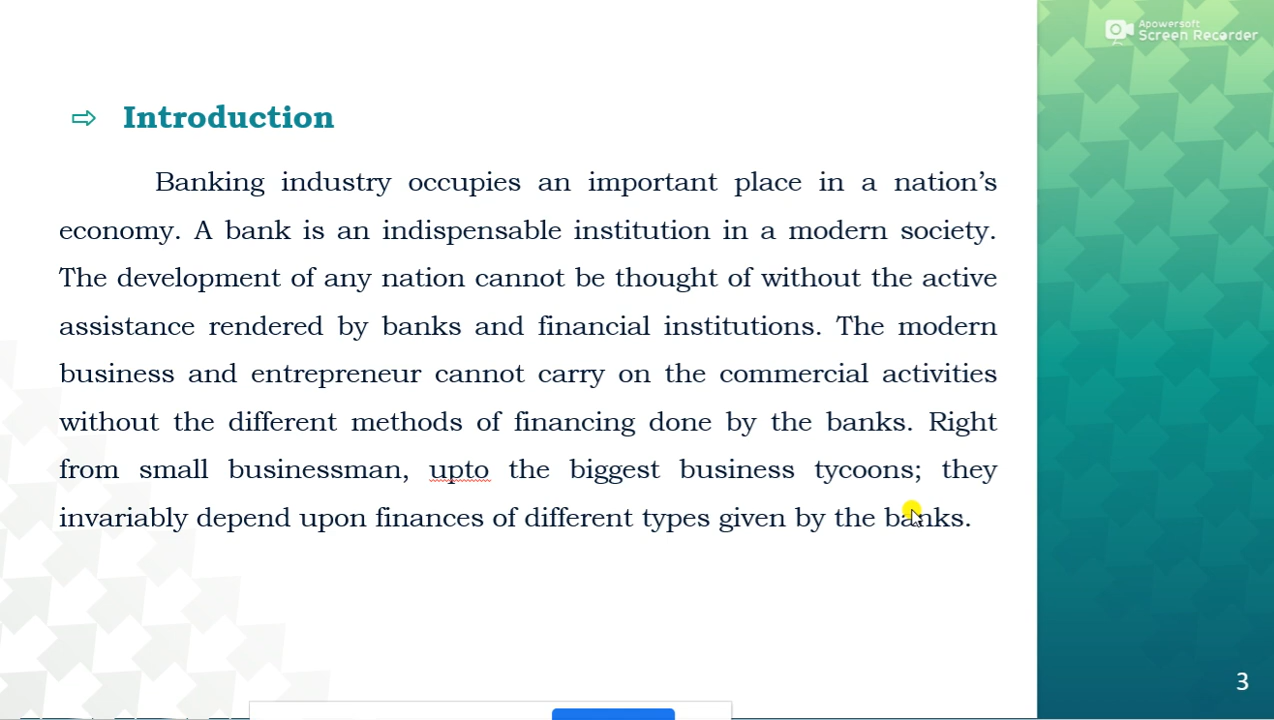 Apowersoft
Screen Recorder
⇨ Introduction
Banking industry occupies an important place in a nation’s
economy. A bank is an indispensable institution in a modern society.
The development of any nation cannot be thought of without the active
assistance rendered by banks and financial institutions. The modern
business and entrepreneur cannot carry on the commercial activities
without the different methods of financing done by the banks. Right
from small businessman, upto the biggest business tycoons; they
invariably depend upon finances of different types given by the banks.
3